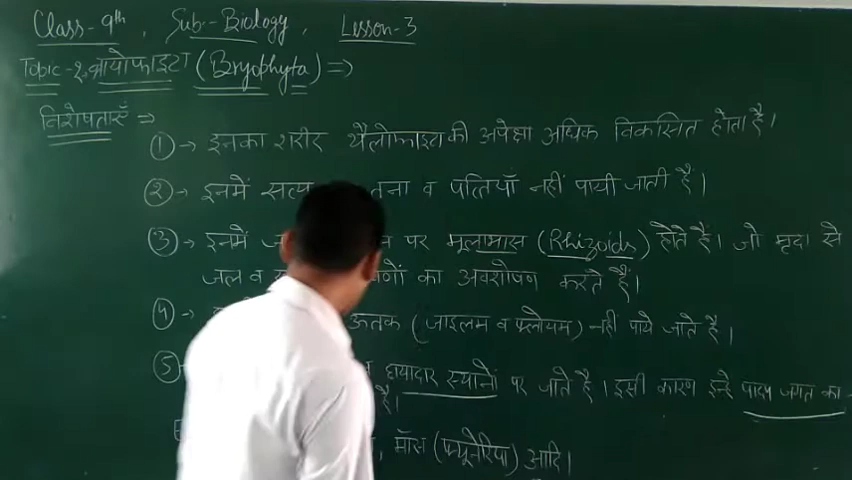 Class-9th, Sub:- Biology, Lesson-3
Topic-2. ब्रायोफाइटा (Bryophyta) ⇒
विशेषताएँ ⇒
① → इनका शरीर थैलोफाइटा की अपेक्षा अधिक विकसित होता है।
② → इनमें सत्य तना व पत्तियाँ नहीं पायी जाती है।
③ → इनमें पर मूलाभास (Rhizoids) होते हैं। जो मृदा से
जल व का अवशोषण करते हैं।
④ → ऊतक (जाइलम व फ्लोयम) नहीं पाये जाते हैं।
⑤ व छायादार स्थानों पर जाते है। इसी कारण इन्हे पादप जगत का
है।
, मॉस (फ्यूनेरिया) आदि।